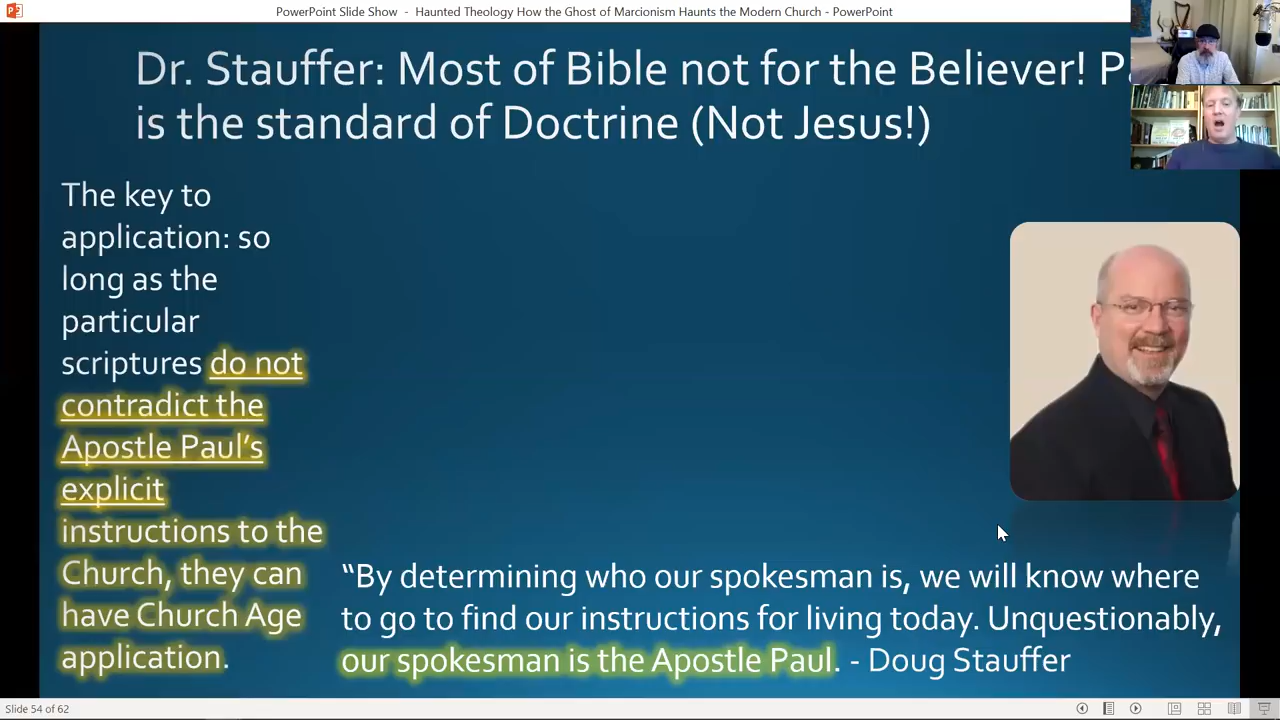 PowerPoint Slide Show - Haunted Theology How the Ghost of Marcionism Haunts the Modern Church - PowerPoint
Dr. Stauffer: Most of Bible not for the Believer!
is the standard of Doctrine (Not Jesus!)
The key to
application: so
long as the
particular
scriptures do not
contradict the
Apostle Paul’s
explicit
instructions to the
Church, they can
have Church Age
application.
“By determining who our spokesman is, we will know where
to go to find our instructions for living today. Unquestionably,
our spokesman is the Apostle Paul. - Doug Stauffer
Slide 54 of 62